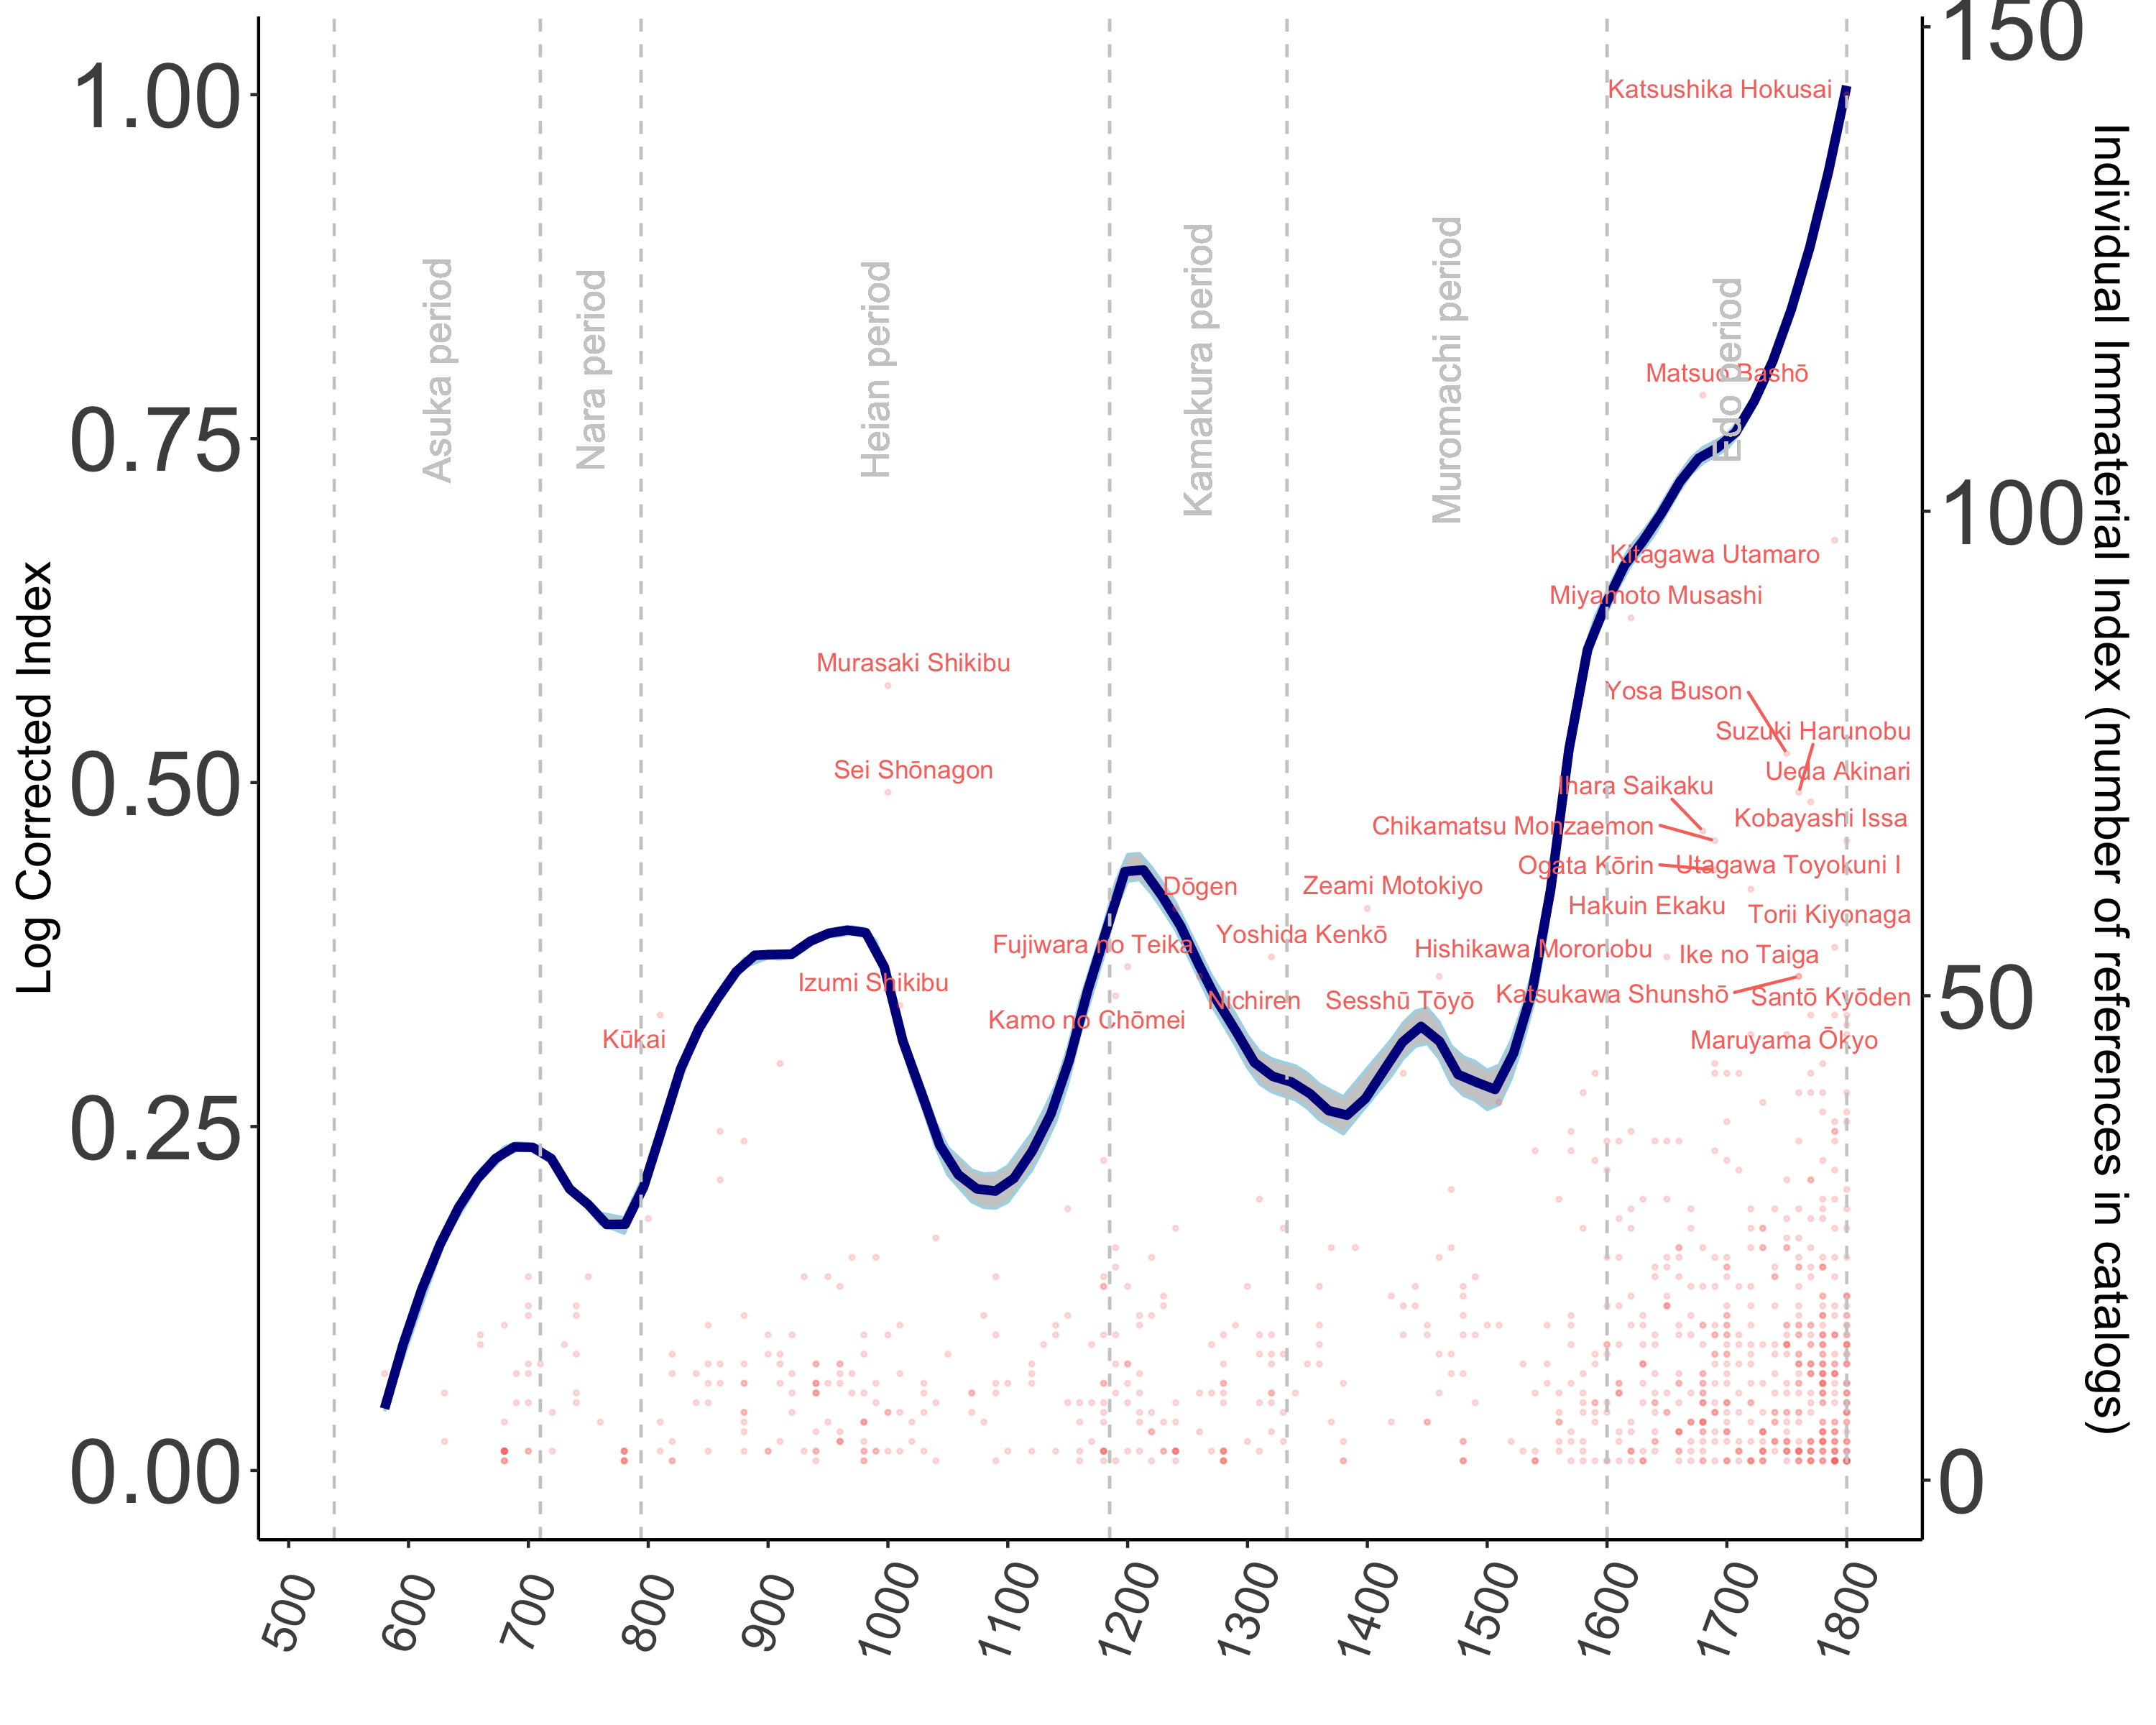 150
1.00
Katsushika Hokusai
Asuka period
Nara period
Heian period
Kamakura period
Muromachi period
Edo period
Matsuo Bashō
0.75
100
Kitagawa Utamaro
Miyamoto Musashi
Murasaki Shikibu
Yosa Buson
Suzuki Harunobu
Sei Shōnagon
Ueda Akinari
0.50
Ihara Saikaku
Kobayashi Issa
Chikamatsu Monzaemon
Ogata Kōrin
Utagawa Toyokuni I
Dōgen
Zeami Motokiyo
Hakuin Ekaku
Torii Kiyonaga
Yoshida Kenkō
Fujiwara no Teika
Hishikawa Moronobu
Ike no Taiga
Izumi Shikibu
Katsukawa Shunshō
Santō Kyōden
50
Nichiren
Sesshū Tōyō
Kamo no Chōmei
Kūkai
Maruyama Ōkyo
0.25
0.00
0
500
600
700
800
900
1000
1100
1200
1300
1400
1500
1600
1700
1800
Log Corrected Index
Individual Immaterial Index (number of references in catalogs)